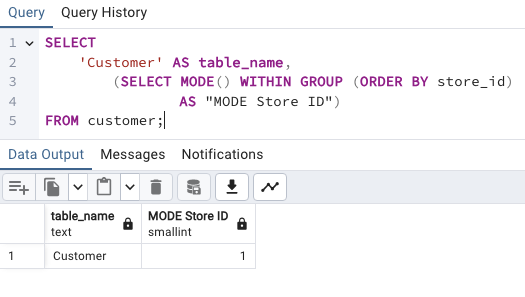 Query Query History
1 SELECT
2 'Customer' AS table_name,
3 (SELECT MODE() WITHIN GROUP (ORDER BY store_id)
4 AS "MODE Store ID")
5 FROM customer;
Data Output Messages Notifications
table_name MODE Store ID
text smallint
1 Customer 1